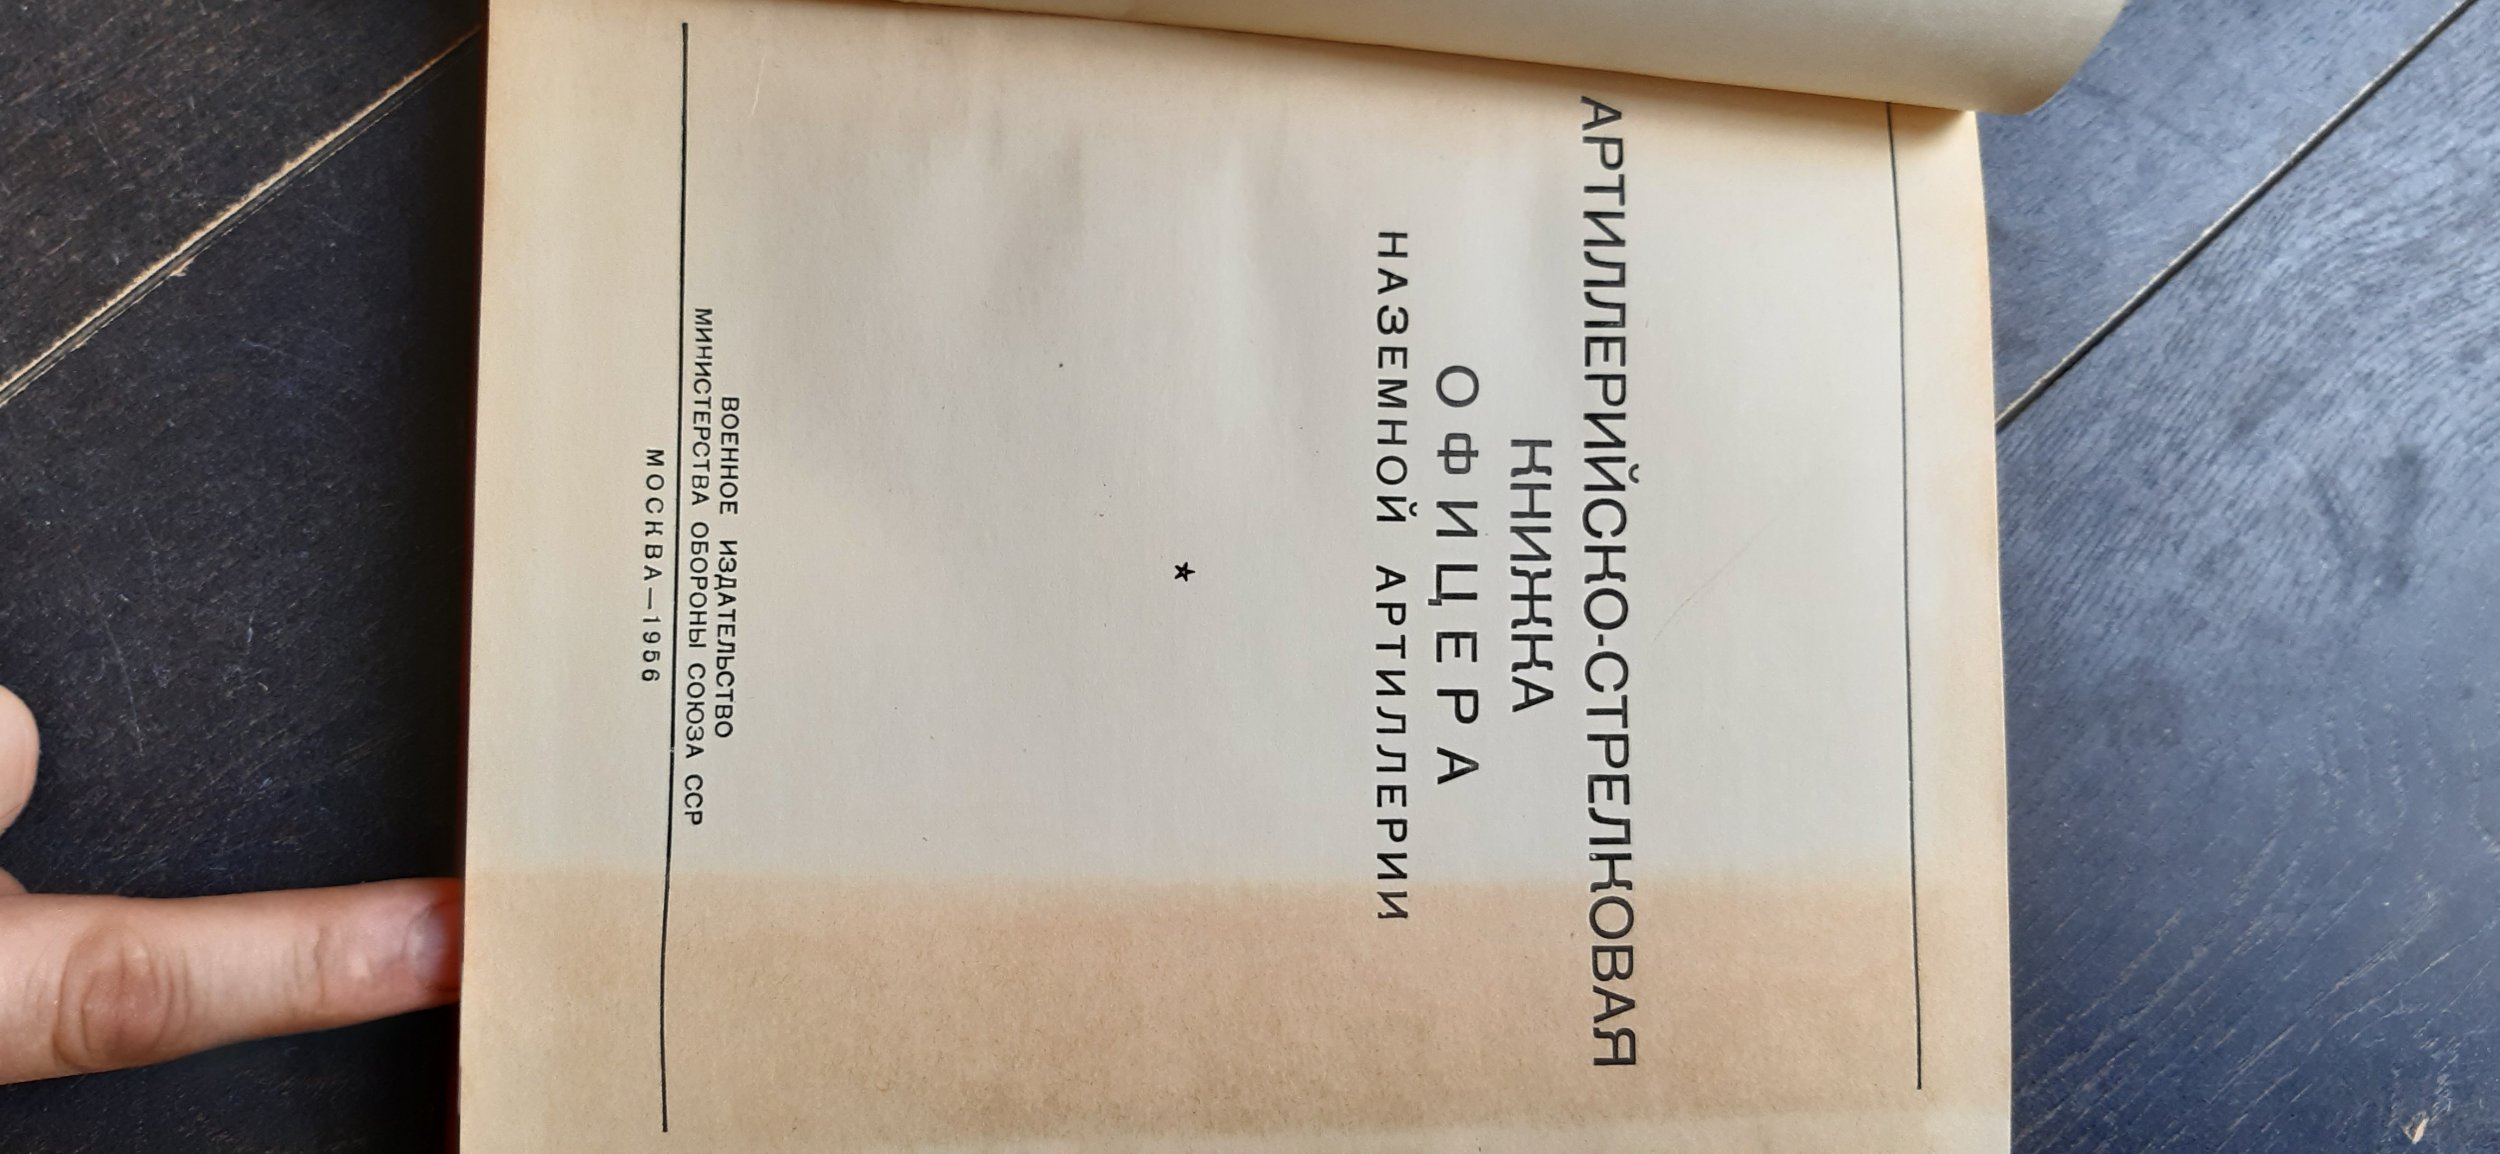 АРТИЛЛЕРИЙСКО-СТРЕЛКОВАЯ
КНИЖКА
ОФИЦЕРА
НАЗЕМНОЙ АРТИЛЛЕРИИ
ВОЕННОЕ ИЗДАТЕЛЬСТВО
МИНИСТЕРСТВА ОБОРОНЫ СОЮЗА ССР
МОСКВА—1956